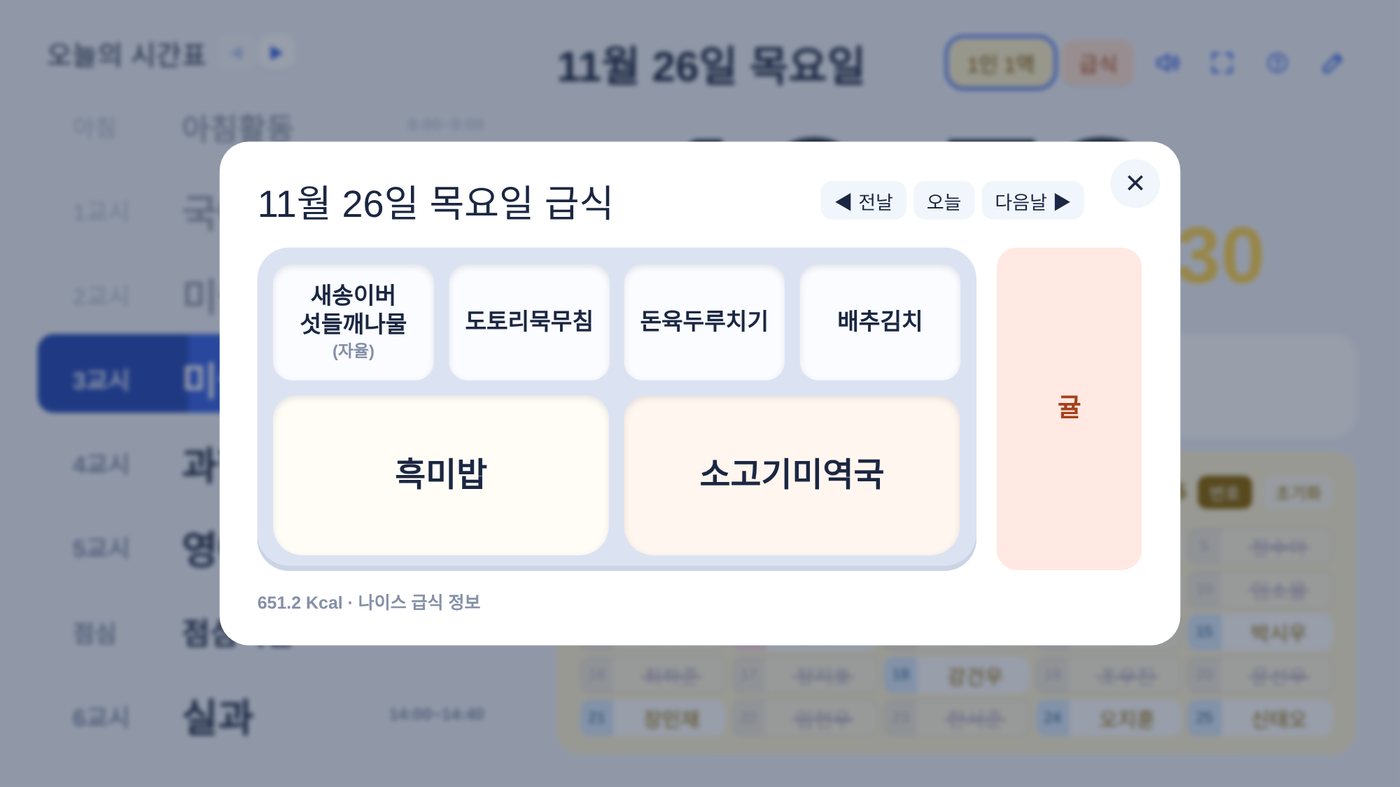 오늘의 시간표 ◀ ▶
11월 26일 목요일
1인 1역
급식
아침 아침활동
1교시
2교시
3교시
4교시
5교시
점심
6교시 실과 14:00~14:40
30
11월 26일 목요일 급식
◀ 전날
오늘
다음날 ▶
✕
새송이버
섯들깨나물
(자율)
도토리묵무침
돈육두루치기
배추김치
흑미밥
소고기미역국
귤
651.2 Kcal · 나이스 급식 정보
번호
초기화
15 박시우
18 강건우
21 장민재
24 오지훈
25 신태오